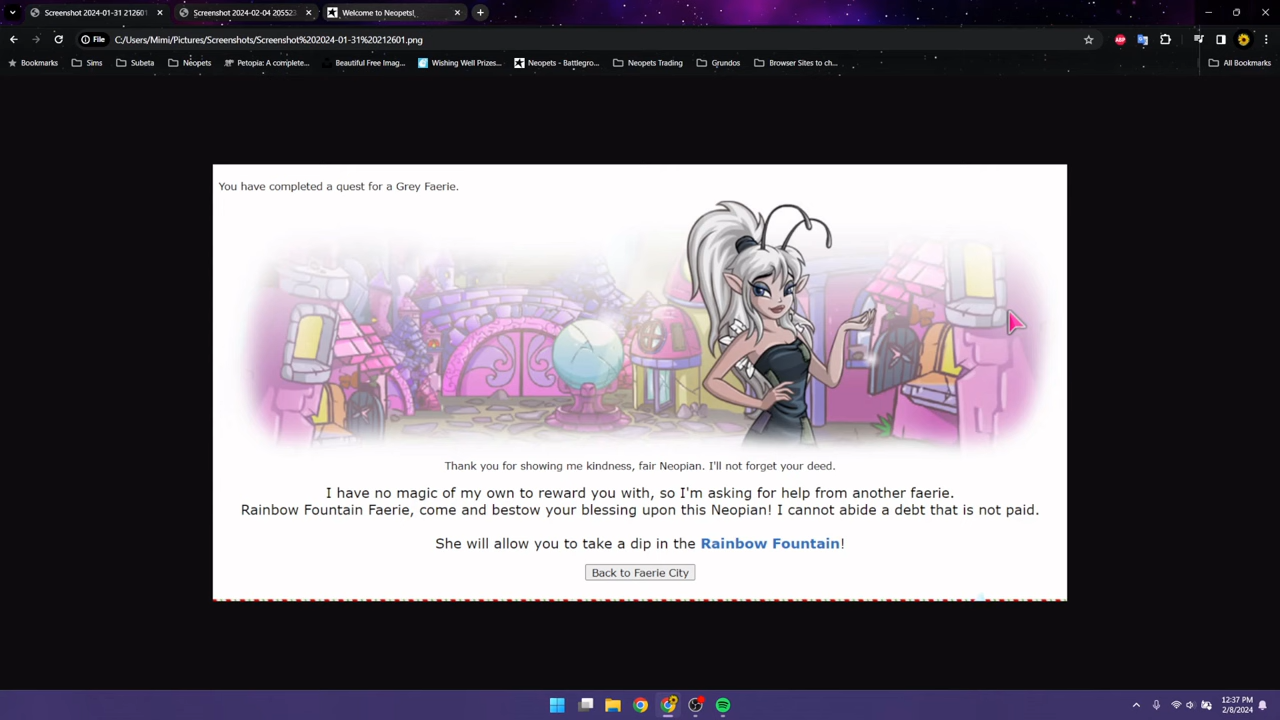 Screenshot 2024-01-31 212601
Screenshot 2024-02-04 205523
Welcome to Neopets!
File
C:/Users/Mimi/Pictures/Screenshots/Screenshot%202024-01-31%20212601.png
Bookmarks
Sims
Subeta
Neopets
Petopia: A complete...
Beautiful Free Imag...
Wishing Well Prizes...
Neopets - Battlegro...
Neopets Trading
Grundos
Browser Sites to ch...
All Bookmarks
You have completed a quest for a Grey Faerie.
Thank you for showing me kindness, fair Neopian. I'll not forget your deed.
I have no magic of my own to reward you with, so I'm asking for help from another faerie.
Rainbow Fountain Faerie, come and bestow your blessing upon this Neopian! I cannot abide a debt that is not paid.
She will allow you to take a dip in the Rainbow Fountain!
Back to Faerie City
12:37 PM
2/8/2024